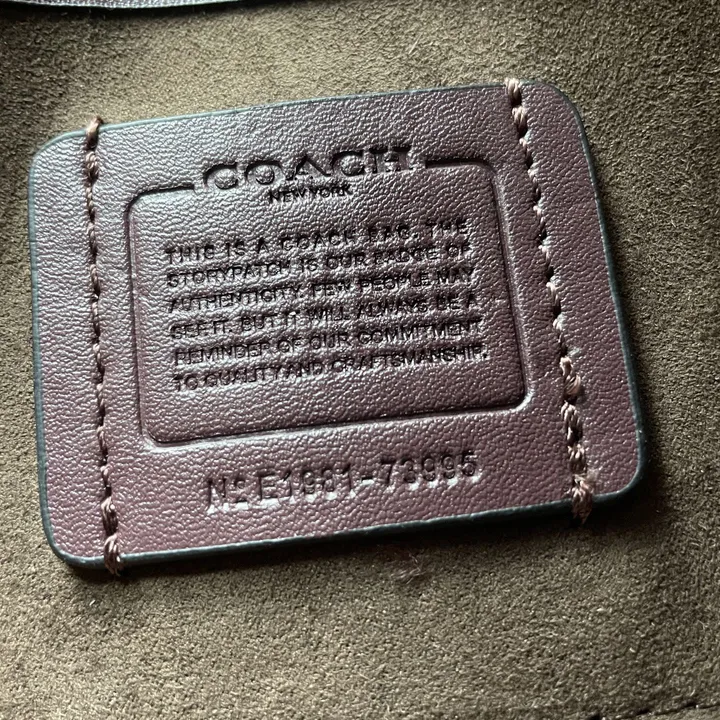 COACH
NEW YORK
THIS IS A COACH BAG. THE
STORYPATCH IS OUR BADGE OF
AUTHENTICITY. FEW PEOPLE MAY
SEE IT. BUT IT WILL ALWAYS BE A
REMINDER OF OUR COMMITMENT
TO QUALITY AND CRAFTSMANSHIP.
No E1981-73995